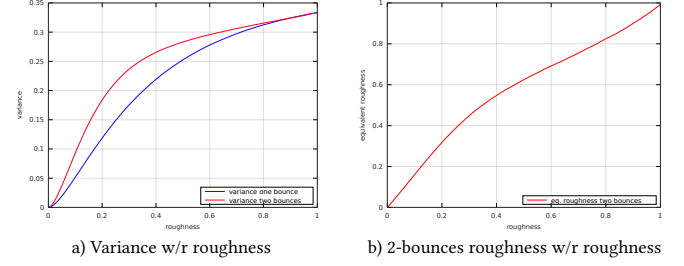 0.35
0.3
0.25
0.2
0.15
0.1
0.05
0
variance
0 0.2 0.4 0.6 0.8 1
roughness
variance one bounce
variance two bounces
a) Variance w/r roughness
1
0.8
0.6
0.4
0.2
0
equivalent roughness
0 0.2 0.4 0.6 0.8 1
roughness
eq. roughness two bounces
b) 2-bounces roughness w/r roughness